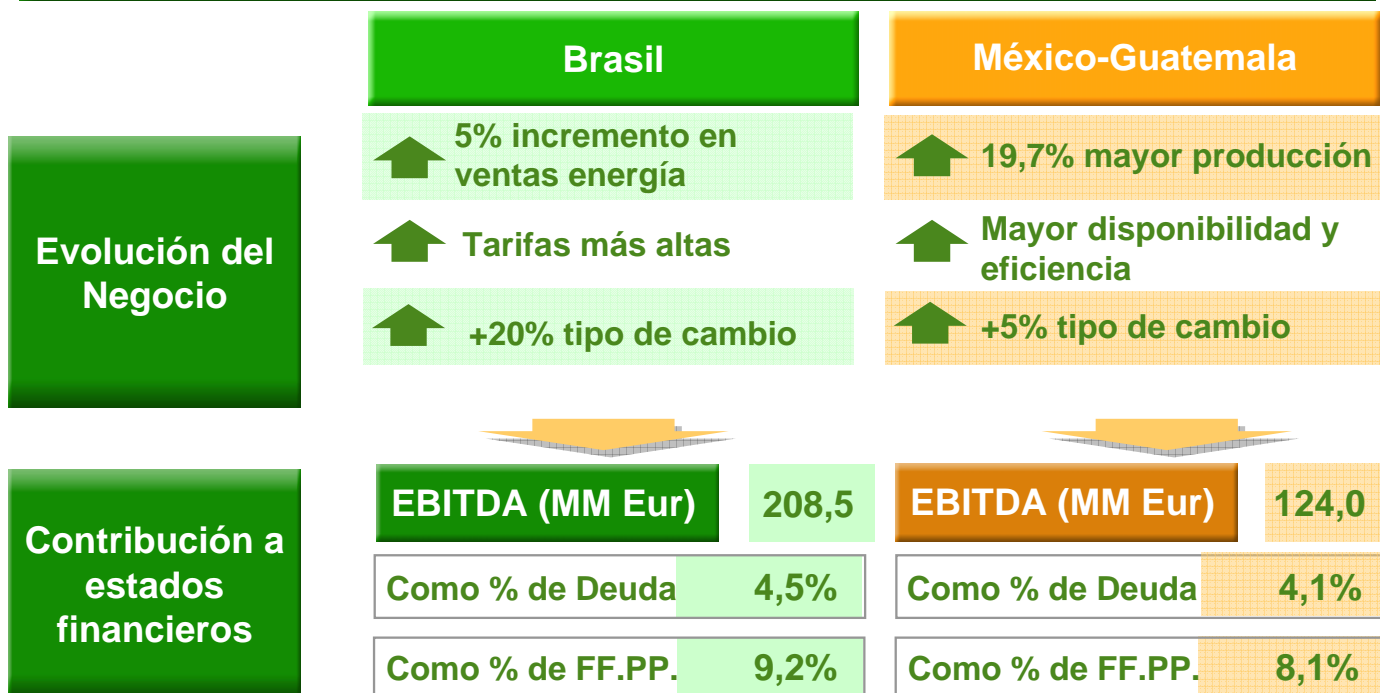 Brasil
México-Guatemala
Evolución del
Negocio
5% incremento en
ventas energía
Tarifas más altas
+20% tipo de cambio
19,7% mayor producción
Mayor disponibilidad y
eficiencia
+5% tipo de cambio
Contribución a
estados
financieros
EBITDA (MM Eur) 208,5
Como % de Deuda 4,5%
Como % de FF.PP. 9,2%
EBITDA (MM Eur) 124,0
Como % de Deuda 4,1%
Como % de FF.PP. 8,1%